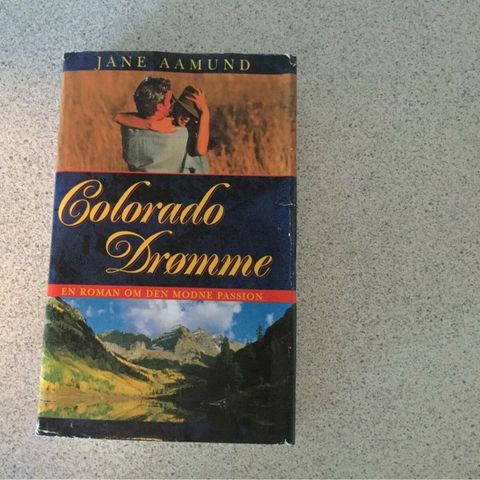 JANE AAMUND
Colorado
Drømme
EN ROMAN OM DEN MODNE PASSION